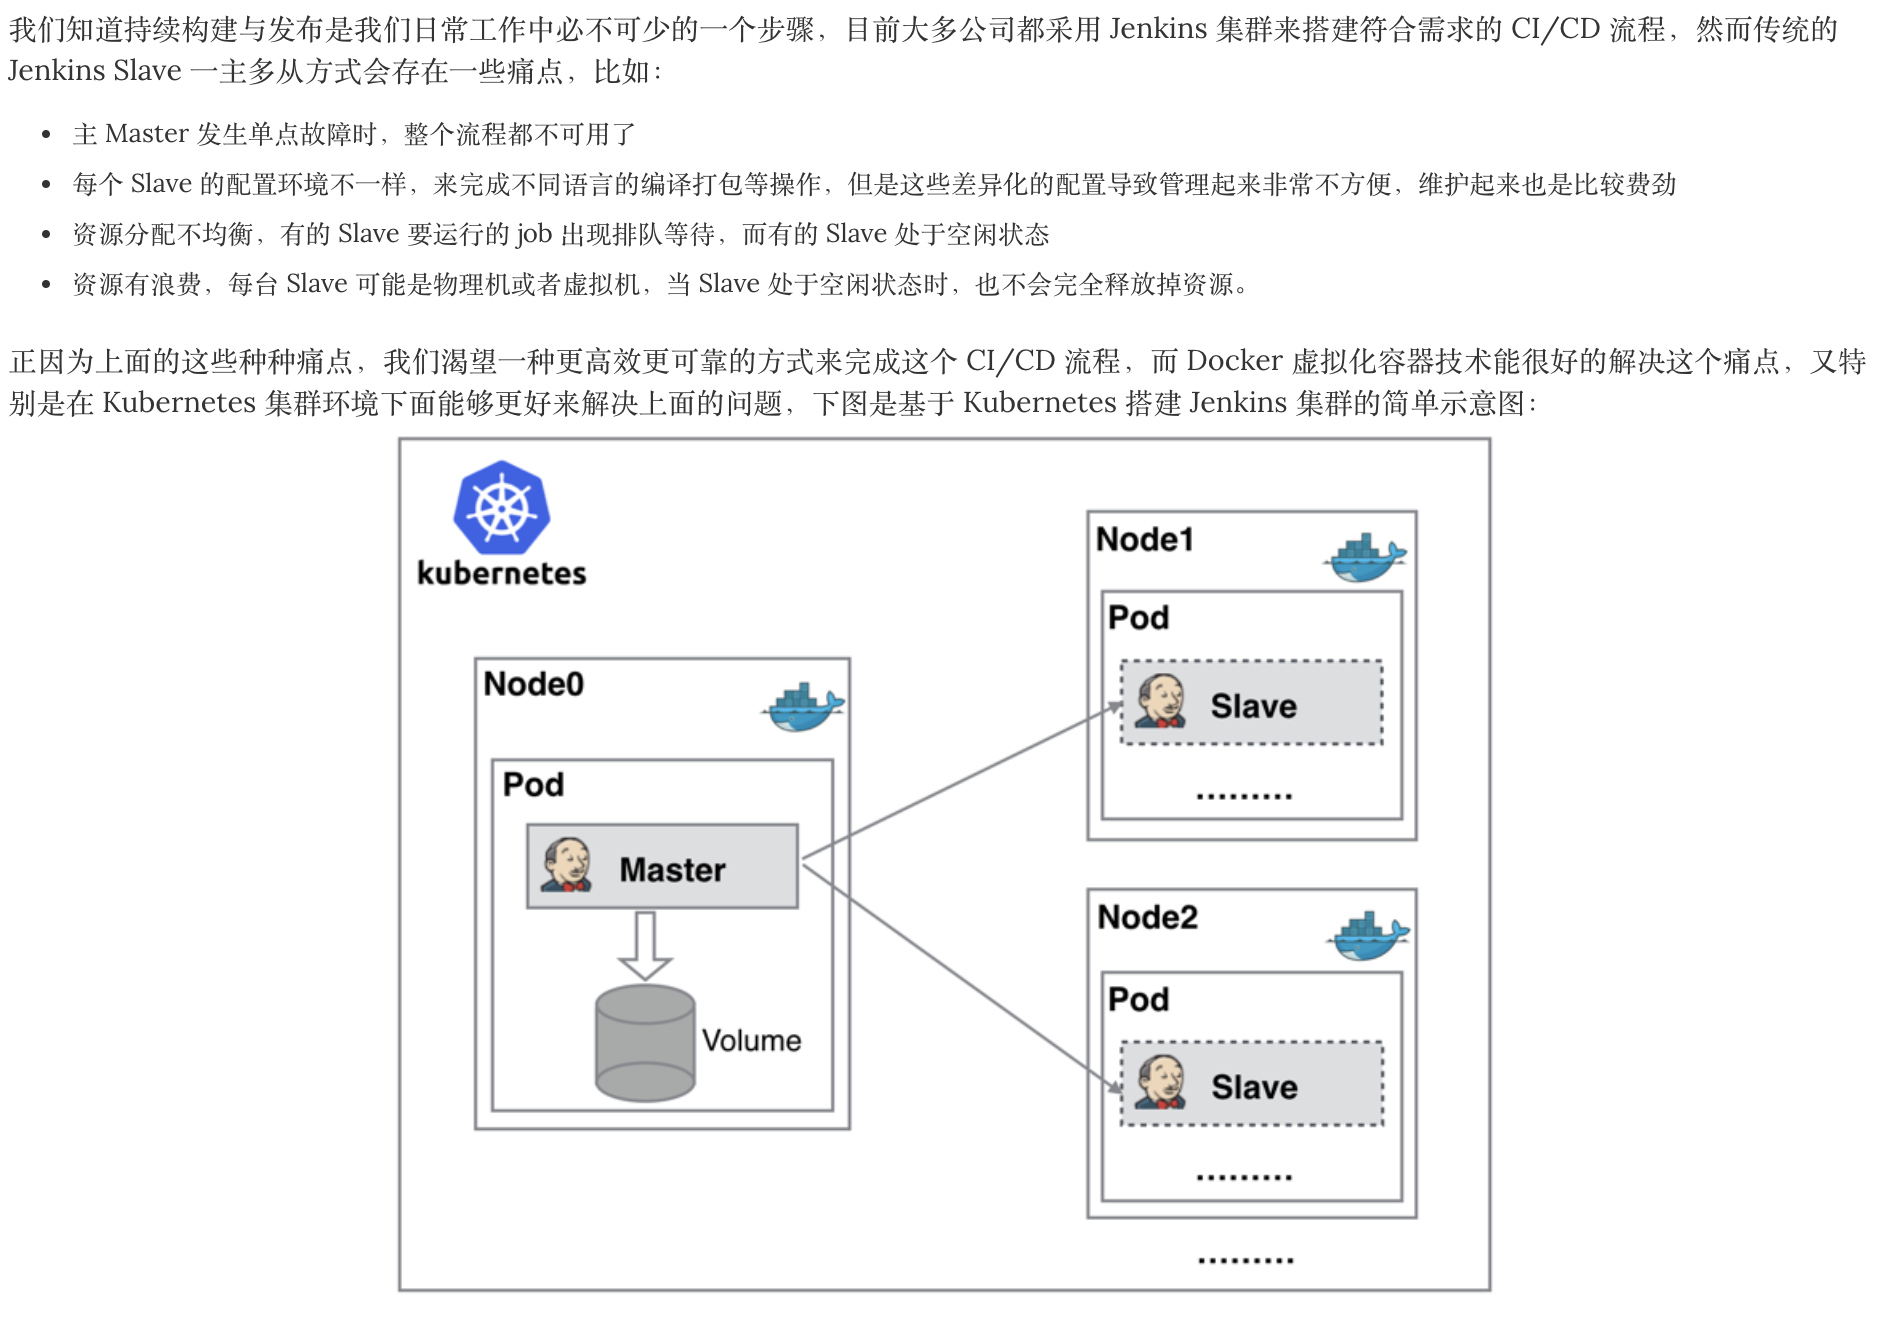 我们知道持续构建与发布是我们日常工作中必不可少的一个步骤，目前大多公司都采用 Jenkins 集群来搭建符合需求的 CI/CD 流程，然而传统的
Jenkins Slave 一主多从方式会存在一些痛点，比如：
• 主 Master 发生单点故障时，整个流程都不可用了
• 每个 Slave 的配置环境不一样，来完成不同语言的编译打包等操作，但是这些差异化的配置导致管理起来非常不方便，维护起来也是比较费劲
• 资源分配不均衡，有的 Slave 要运行的 job 出现排队等待，而有的 Slave 处于空闲状态
• 资源有浪费，每台 Slave 可能是物理机或者虚拟机，当 Slave 处于空闲状态时，也不会完全释放掉资源。
正因为上面的这些种种痛点，我们渴望一种更高效更可靠的方式来完成这个 CI/CD 流程，而 Docker 虚拟化容器技术能很好的解决这个痛点，又特
别是在 Kubernetes 集群环境下面能够更好来解决上面的问题，下图是基于 Kubernetes 搭建 Jenkins 集群的简单示意图：
kubernetes
Node0
Pod
Master
Volume
Node1
Pod
Slave
.........
Node2
Pod
Slave
.........
.........